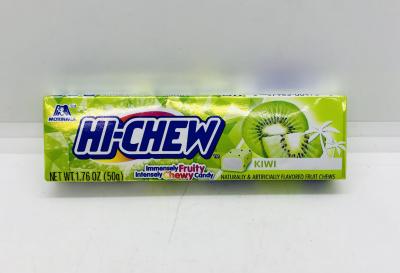 MORINAGA
HI-CHEW™
Immensely Fruity
Intensely Chewy Candy
KIWI
NET WT. 1.76 OZ (50g)
NATURALLY & ARTIFICIALLY FLAVORED FRUIT CHEWS